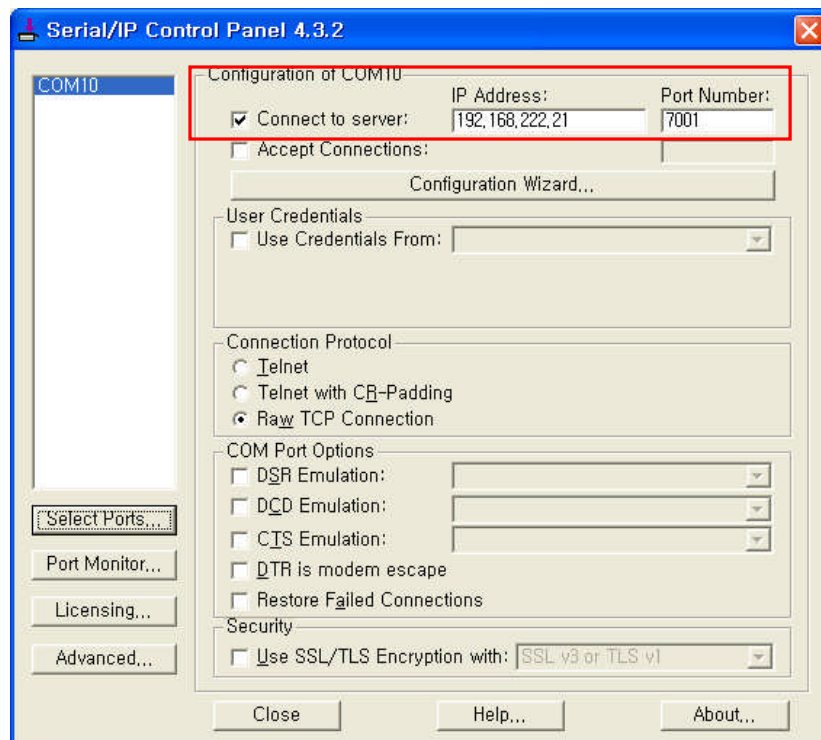 Serial/IP Control Panel 4.3.2
COM10
Configuration of COM10
IP Address: Port Number:
Connect to server: 192,168,222,21 7001
Accept Connections:
Configuration Wizard...
User Credentials
Use Credentials From:
Connection Protocol
Telnet
Telnet with CR-Padding
Raw TCP Connection
COM Port Options
DSR Emulation:
DCD Emulation:
CTS Emulation:
DTR is modem escape
Restore Failed Connections
Security
Use SSL/TLS Encryption with: SSL v3 or TLS v1
Select Ports...
Port Monitor...
Licensing...
Advanced...
Close Help... About...